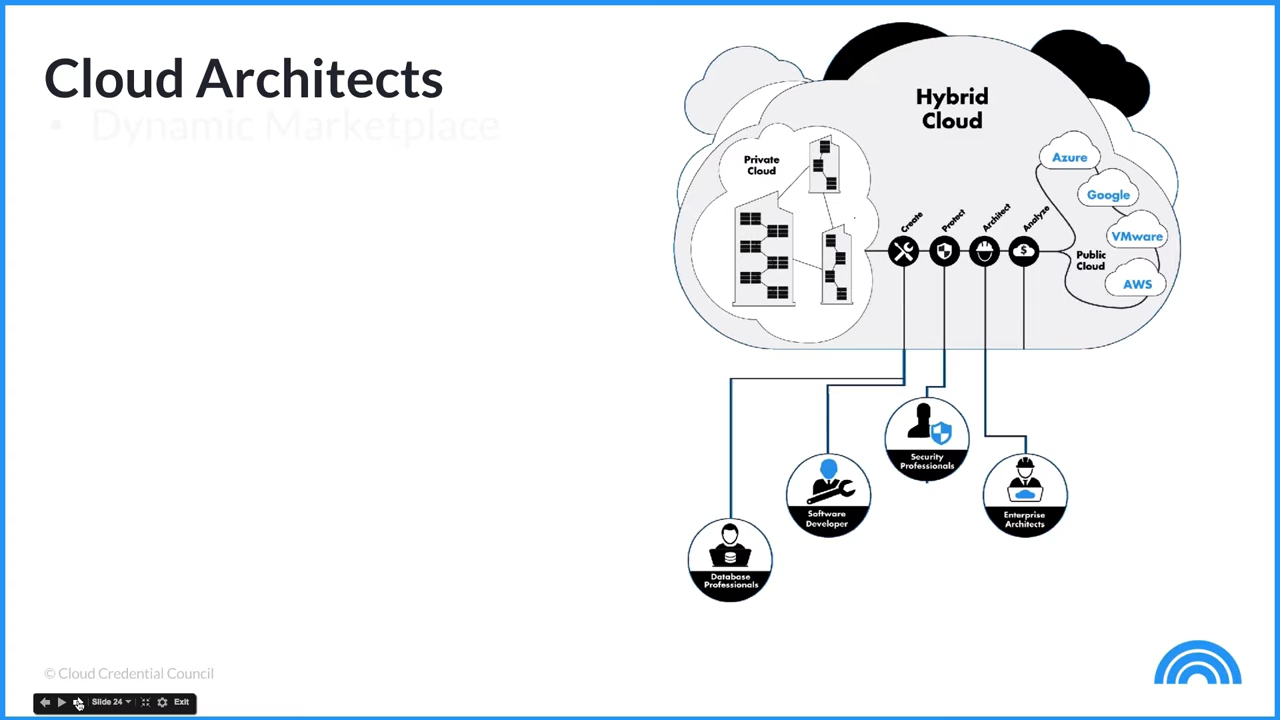 Cloud Architects
• Dynamic Marketplace
Hybrid
Cloud
Private
Cloud
Create
Protect
Architect
Analyze
Azure
Google
VMware
AWS
Public
Cloud
Security
Professionals
Software
Developer
Enterprise
Architects
Database
Professionals
© Cloud Credential Council
Slide 24
Exit